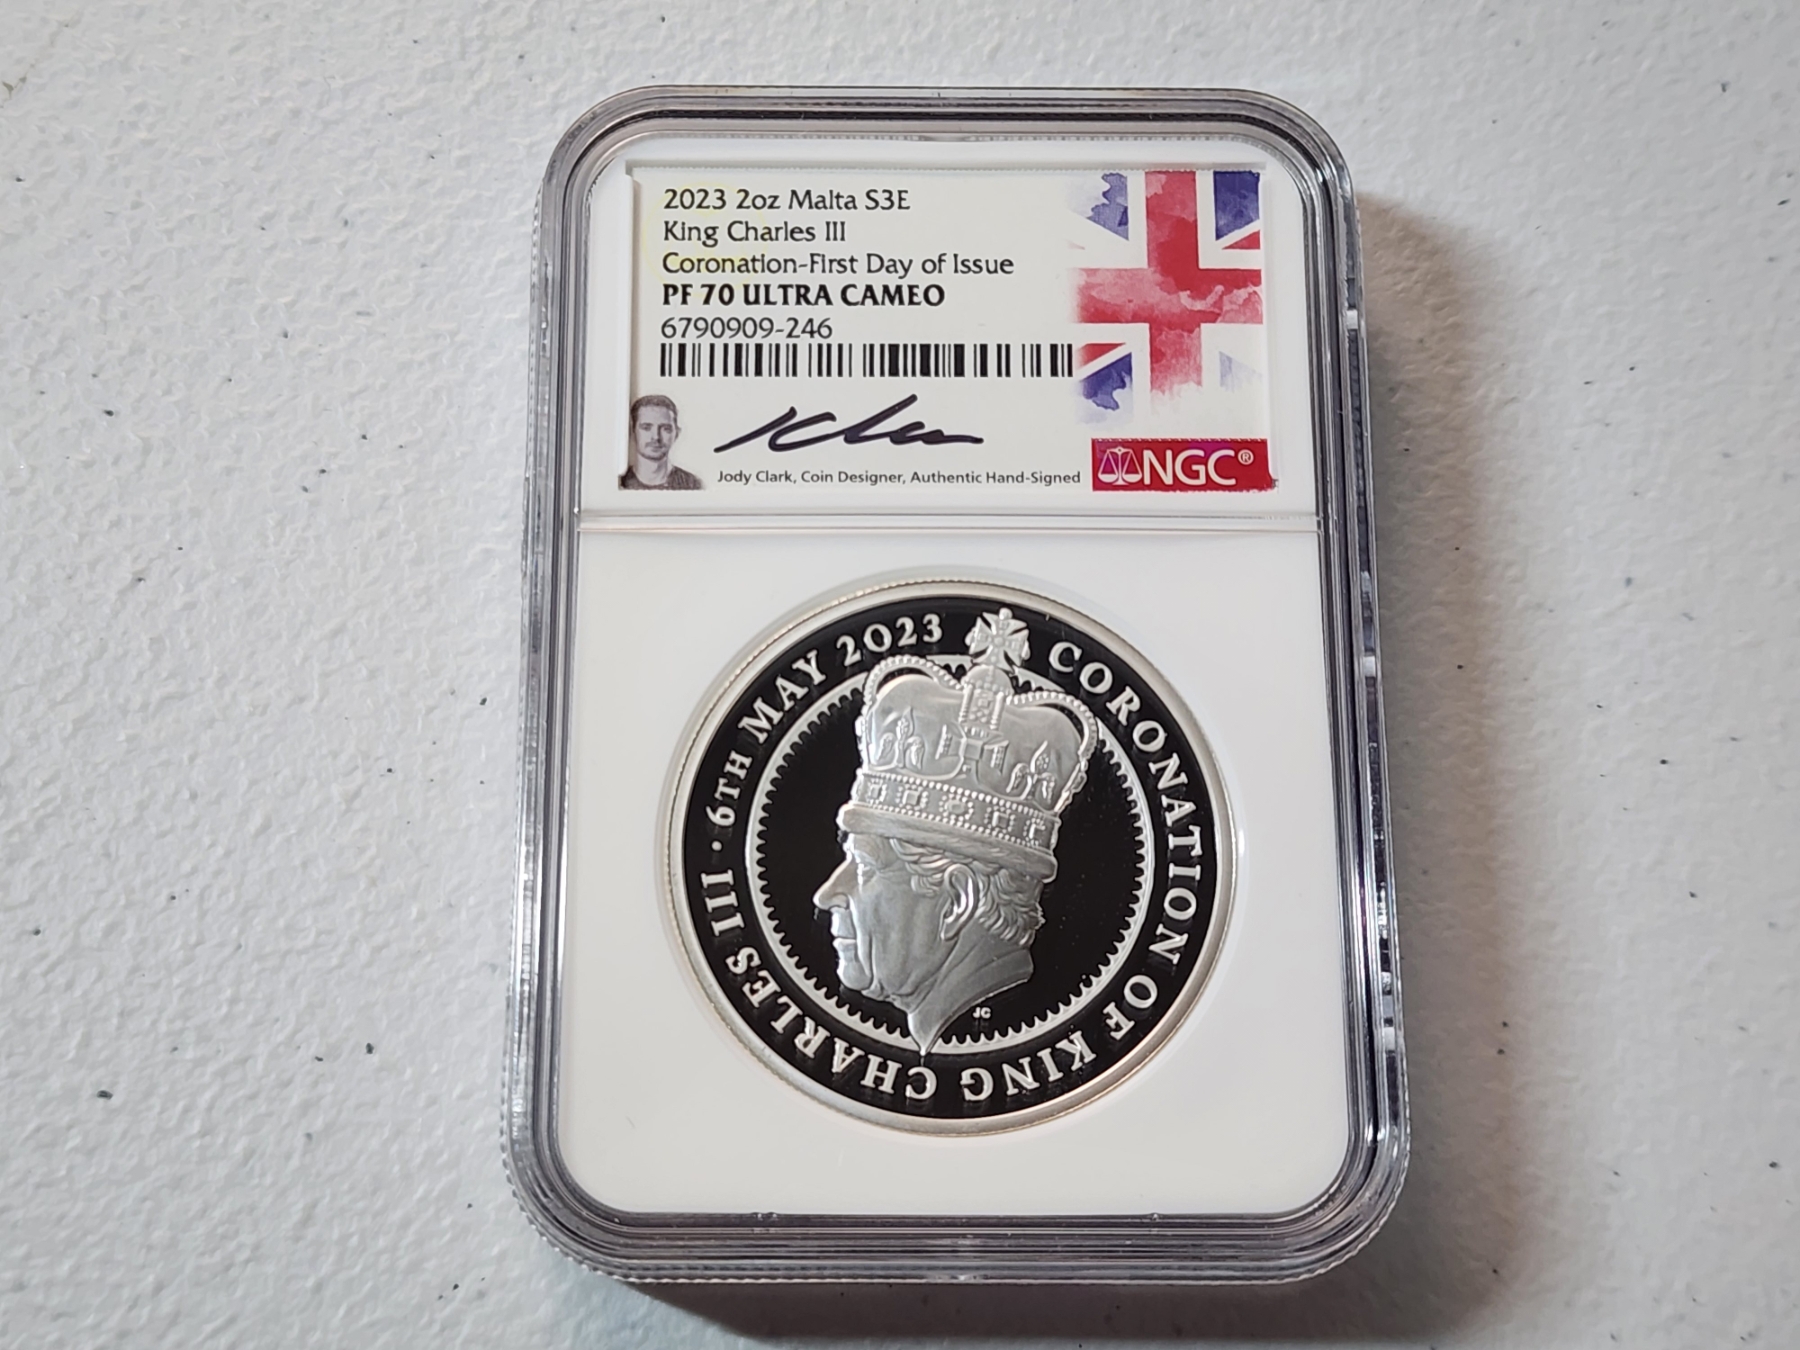 2023 2oz Malta S3E
King Charles III
Coronation-First Day of Issue
PF 70 ULTRA CAMEO
6790909-246
Jody Clark, Coin Designer, Authentic Hand-Signed
NGC®
CORONATION OF KING CHARLES III · 6TH MAY 2023
JC